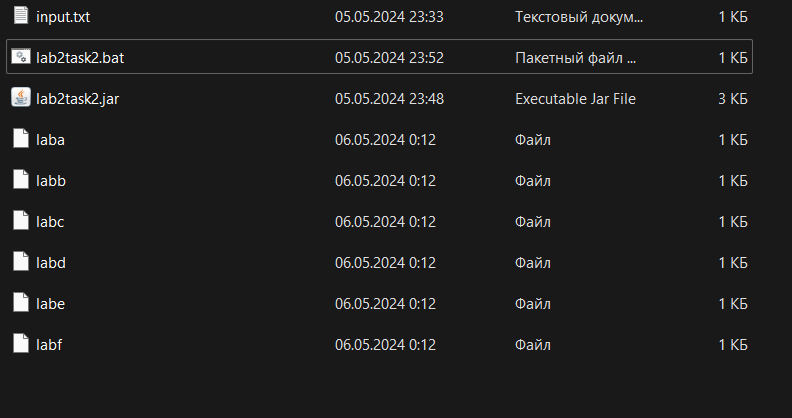 input.txt 05.05.2024 23:33 Текстовый докум... 1 КБ
lab2task2.bat 05.05.2024 23:52 Пакетный файл ... 1 КБ
lab2task2.jar 05.05.2024 23:48 Executable Jar File 3 КБ
laba 06.05.2024 0:12 Файл 1 КБ
labb 06.05.2024 0:12 Файл 1 КБ
labc 06.05.2024 0:12 Файл 1 КБ
labd 06.05.2024 0:12 Файл 1 КБ
labe 06.05.2024 0:12 Файл 1 КБ
labf 06.05.2024 0:12 Файл 1 КБ